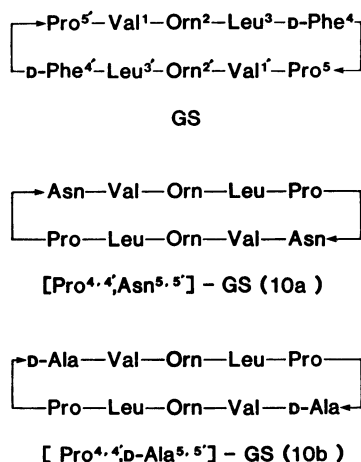 Pro⁵′–Val¹–Orn²–Leu³–D-Phe⁴
D-Phe⁴′–Leu³′–Orn²′–Val¹′–Pro⁵
GS
Asn–Val–Orn–Leu–Pro
Pro–Leu–Orn–Val–Asn
[Pro⁴,⁴′,Asn⁵,⁵′] - GS (10a )
D-Ala–Val–Orn–Leu–Pro
Pro–Leu–Orn–Val–D-Ala
[ Pro⁴,⁴′,D-Ala⁵,⁵′] - GS (10b)